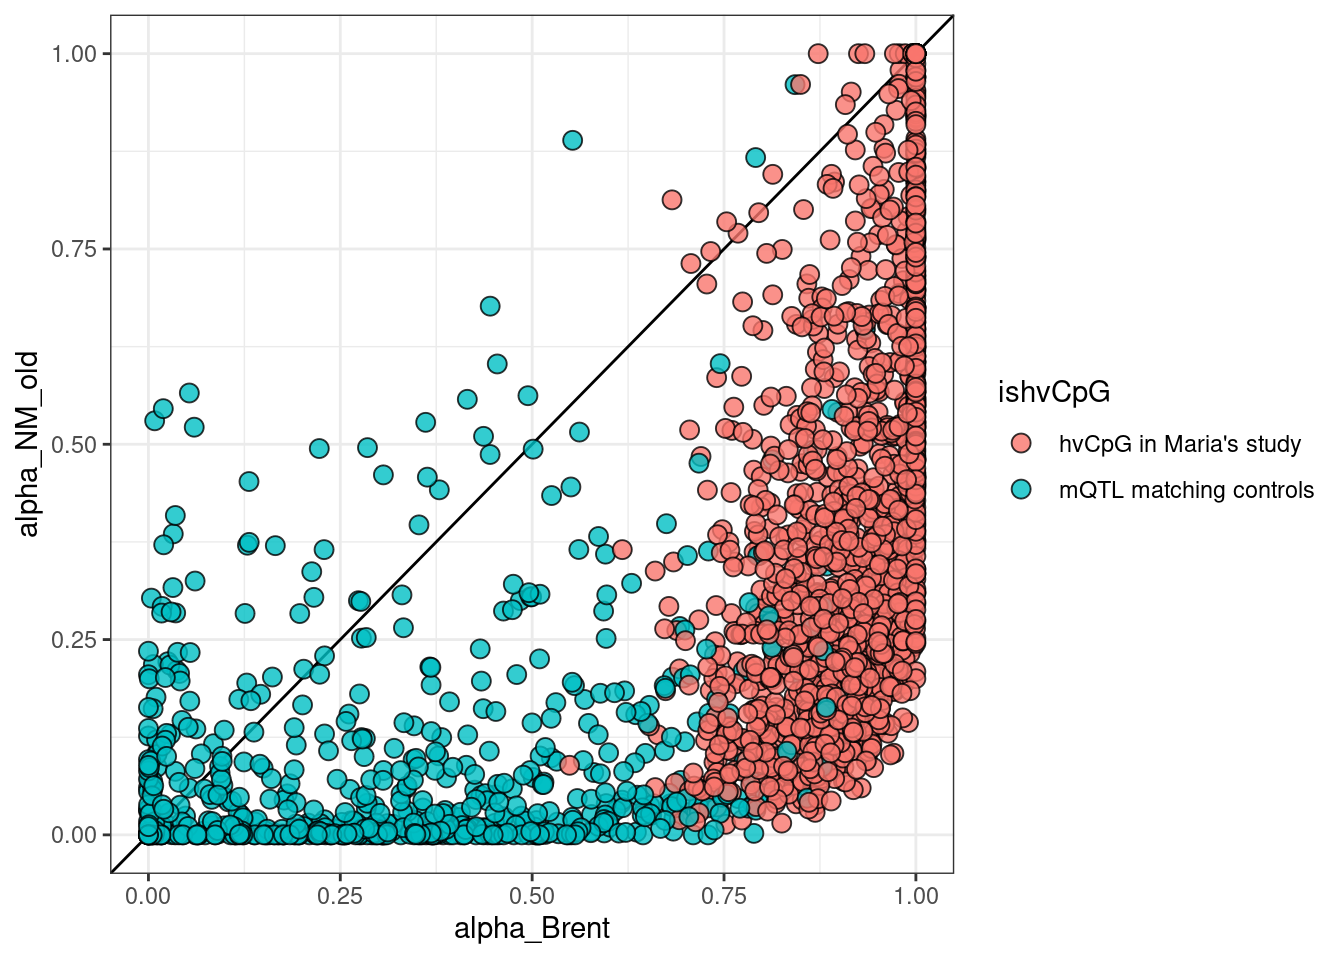 1.00
0.75
0.50
0.25
0.00
alpha_NM_old
0.00 0.25 0.50 0.75 1.00
alpha_Brent
ishvCpG
hvCpG in Maria's study
mQTL matching controls